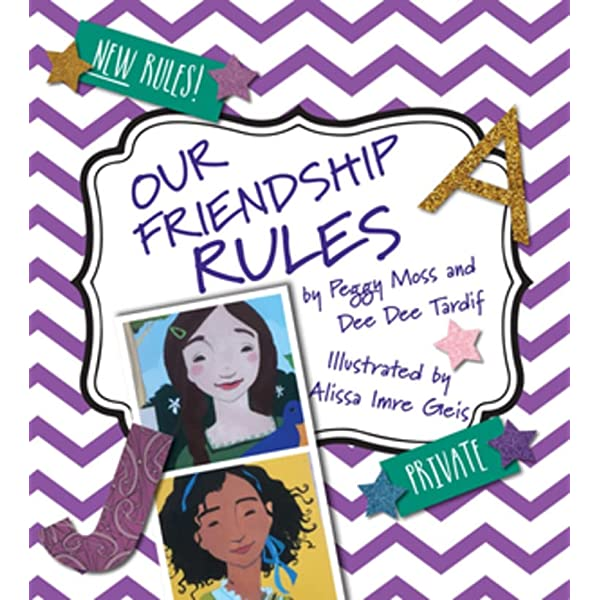 NEW RULES!
OUR
FRIENDSHIP
RULES
by Peggy Moss and
Dee Dee Tardif
Illustrated by
Alissa Imre Geis
A
J
PRIVATE